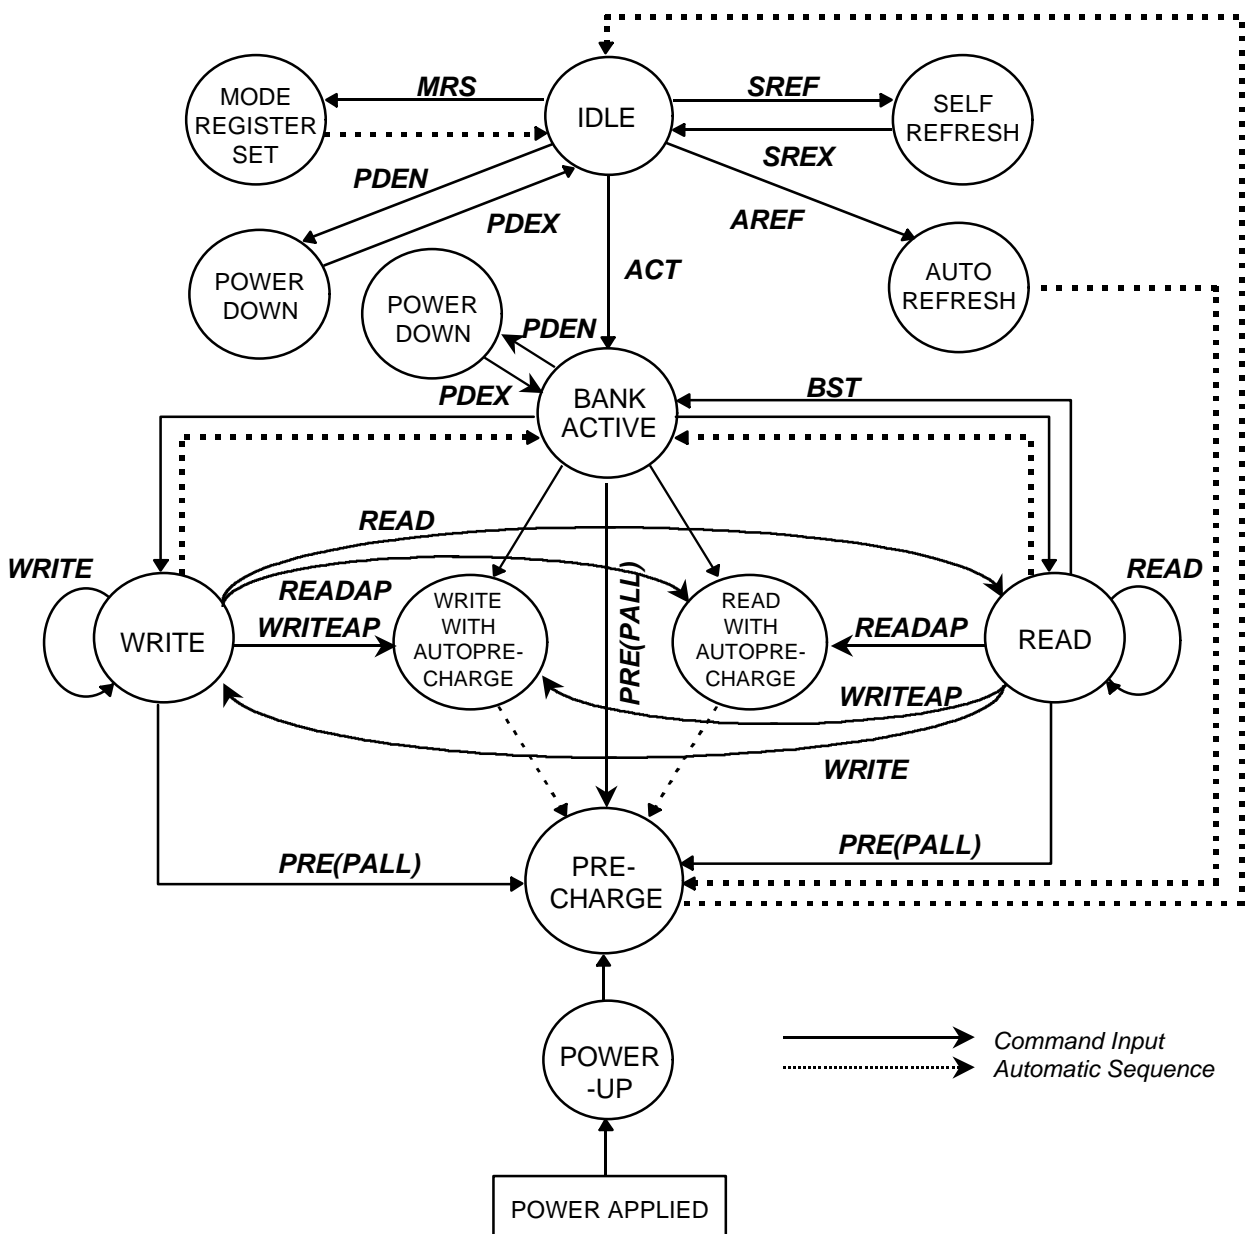 MRS
SREF
MODE
REGISTER
SET
IDLE
SELF
REFRESH
SREX
PDEN
PDEX
AREF
ACT
POWER
DOWN
POWER
DOWN
AUTO
REFRESH
PDEN
PDEX
BANK
ACTIVE
BST
READ
WRITE
READ
READAP
WRITEAP
WRITE
WRITE
WITH
AUTOPRE-
CHARGE
PRE(PALL)
READ
WITH
AUTOPRE-
CHARGE
READAP
READ
WRITEAP
WRITE
PRE(PALL)
PRE(PALL)
PRE-
CHARGE
POWER
-UP
Command Input
Automatic Sequence
POWER APPLIED